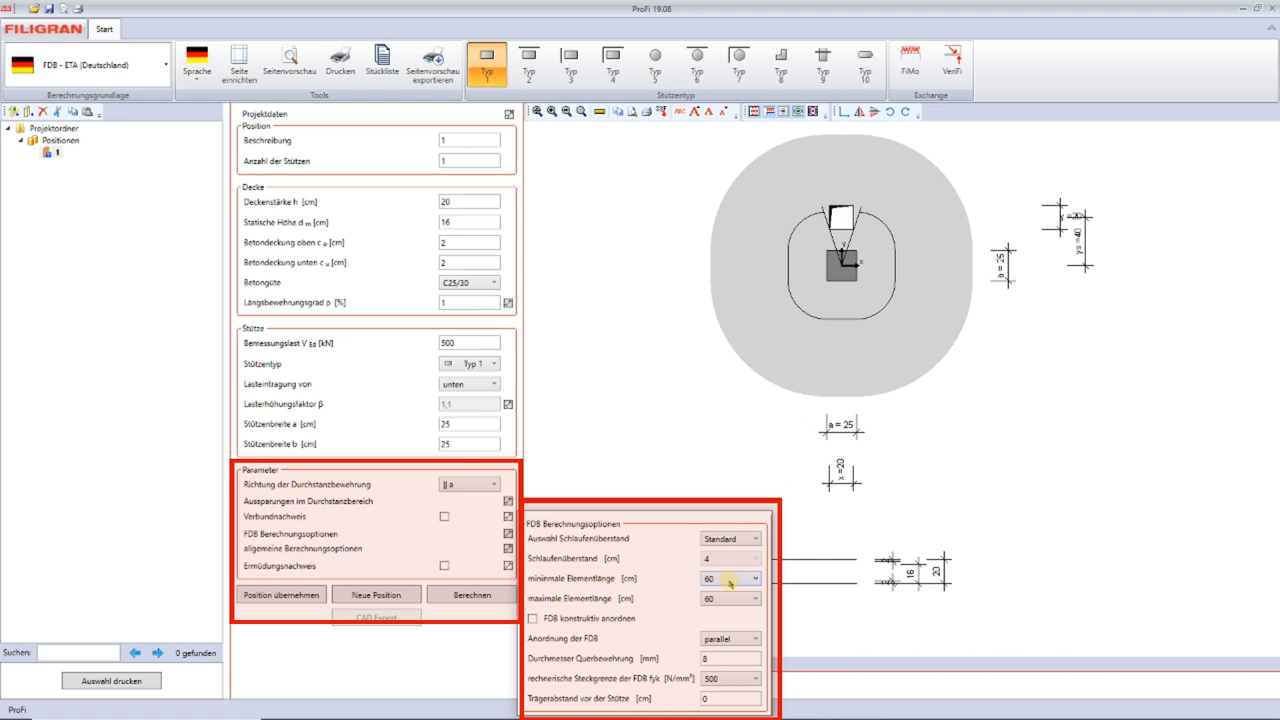 ProFi 19.08
FILIGRAN
Start
FDB - ETA (Deutschland)
Berechnungsgrundlage
Sprache
Seite einrichten
Seitenvorschau
Drucken
Stückliste
Seitenvorschau exportieren
Tools
Typ 1
Typ 2
Typ 3
Typ 4
Typ 5
Typ 6
Typ 7
Typ 8
Typ 9
Typ 10
Stützentyp
FiMo
VeriFi
Exchange
Projektordner
Positionen
1
Projektdaten
Position
Beschreibung 1
Anzahl der Stützen 1
Decke
Deckenstärke h [cm] 20
Statische Höhe d m [cm] 16
Betondeckung oben c o [cm] 2
Betondeckung unten c u [cm] 2
Betongüte C25/30
Längsbewehrungsgrad ρ [%] 1
Stütze
Bemessungslast V Ed [kN] 500
Stützentyp Typ 1
Lasteintragung von unten
Lasterhöhungsfaktor β 1,1
Stützenbreite a [cm] 25
Stützenbreite b [cm] 25
Parameter
Richtung der Durchstanzbewehrung || a
Aussparungen im Durchstanzbereich
Verbundnachweis
FDB Berechnungsoptionen
allgemeine Berechnungsoptionen
Ermüdungsnachweis
Position übernehmen
Neue Position
Berechnen
CAD Export
FDB Berechnungsoptionen
Auswahl Schlaufenüberstand Standard
Schlaufenüberstand [cm] 4
mininmale Elementlänge [cm] 60
maximale Elementlänge [cm] 60
FDB konstruktiv anordnen
Anordnung der FDB parallel
Durchmesser Querbewehrung [mm] 8
rechnerische Steckgrenze der FDB fyk [N/mm²] 500
Trägerabstand vor der Stütze [cm] 0
y
x
b = 25
ys =40
a = 25
x =20
16
20
Suchen:
0 gefunden
Auswahl drucken
ProFi